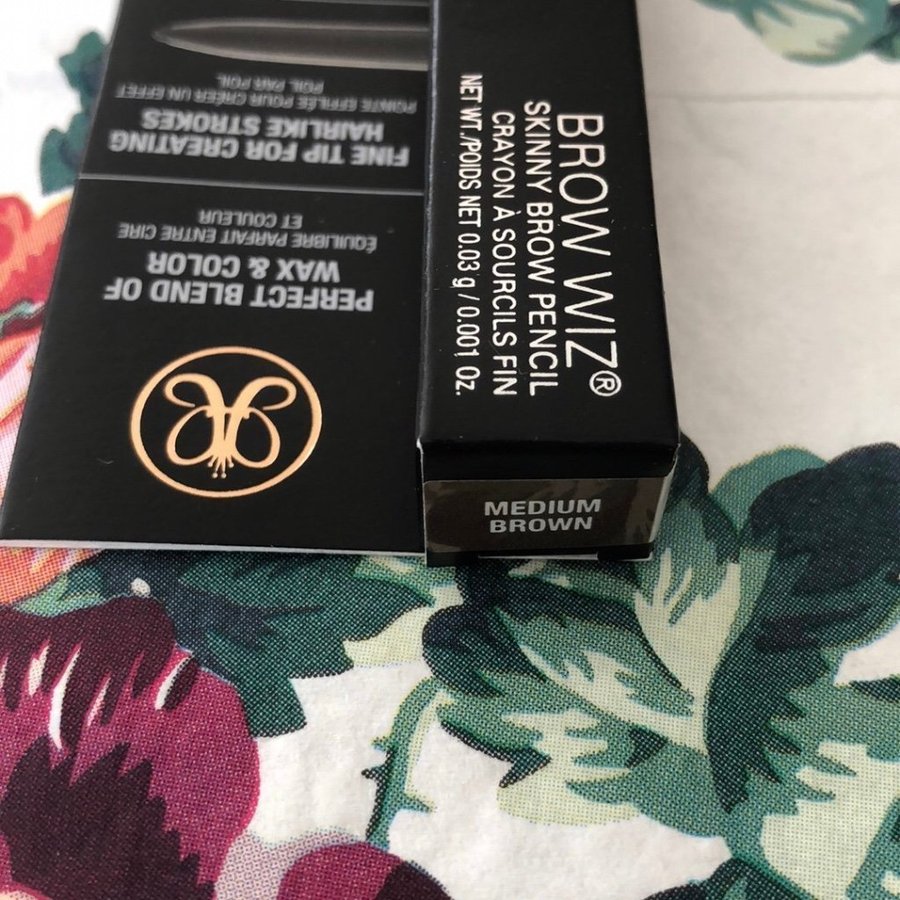 BROW WIZ®
SKINNY BROW PENCIL
CRAYON À SOURCILS FIN
NET WT./POIDS NET 0.03 g / 0.001 Oz.
MEDIUM
BROWN
PERFECT BLEND OF
WAX & COLOR
ÉQUILIBRE PARFAIT ENTRE CIRE
ET COULEUR
FINE TIP FOR CREATING
HAIRLIKE STROKES
POINTE EFFILÉE POUR CRÉER UN EFFET
POIL PAR POIL